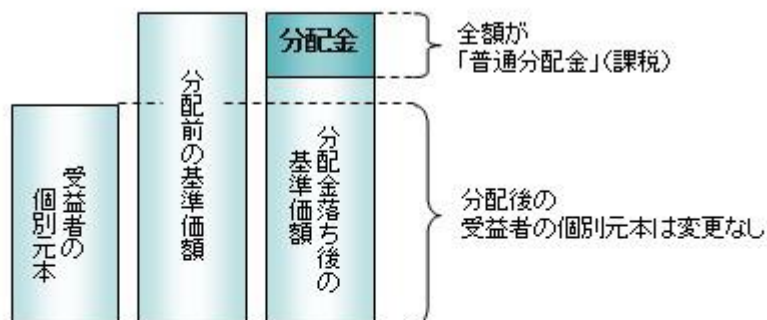 受益者の
個別元本
分配前の基準価額
分配金
分配金落ち後の
基準価額
全額が
「普通分配金」(課税)
分配後の
受益者の個別元本は変更なし